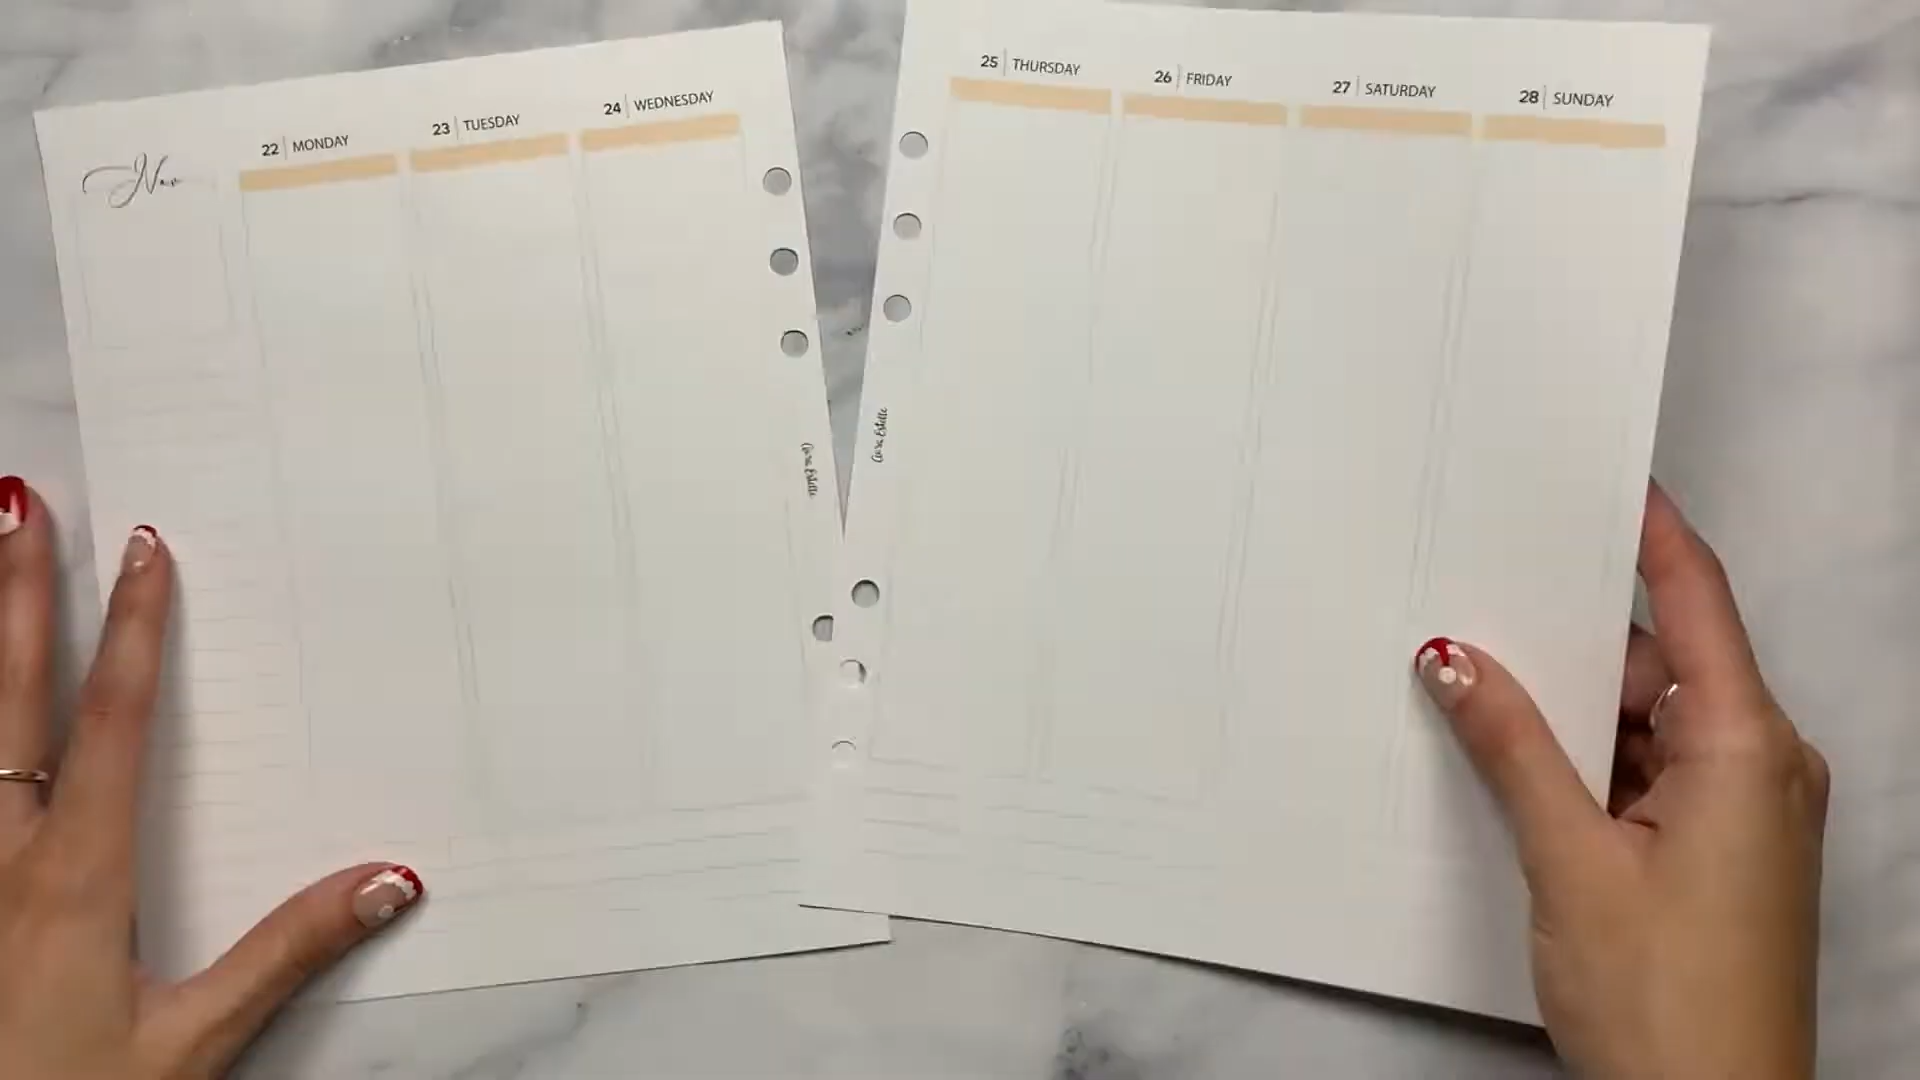 Nov
22 | MONDAY
23 | TUESDAY
24 | WEDNESDAY
25 | THURSDAY
26 | FRIDAY
27 | SATURDAY
28 | SUNDAY